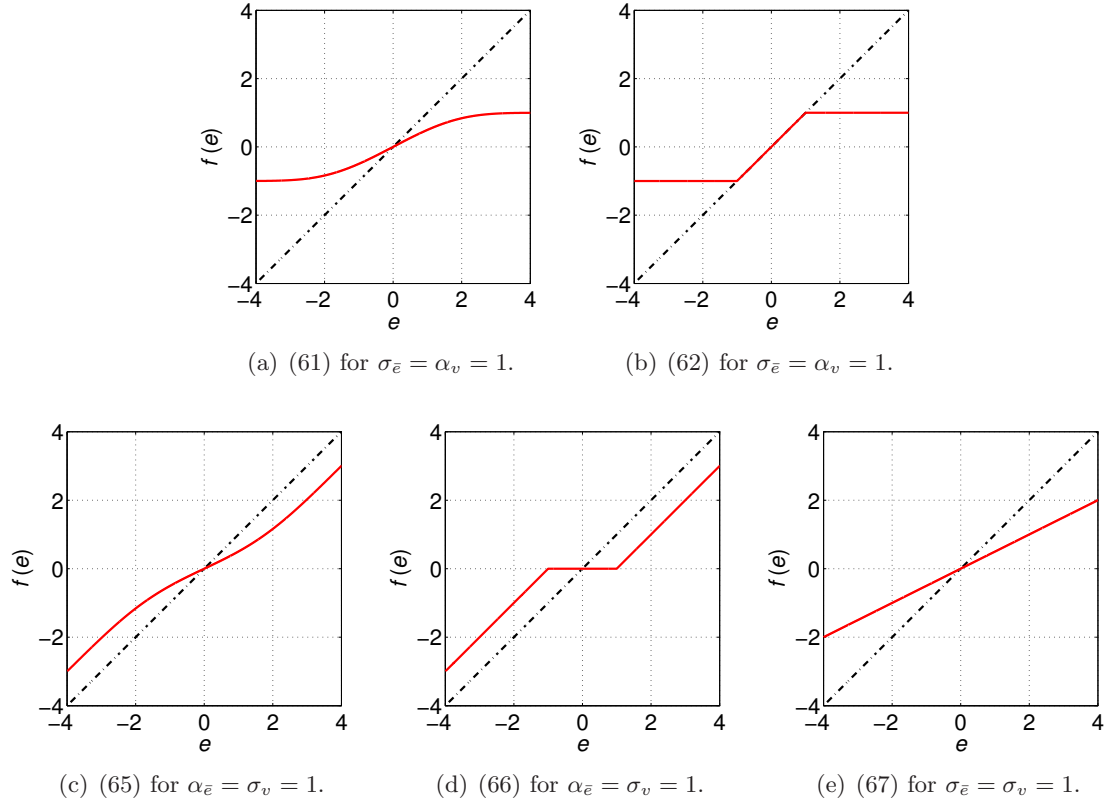 4
2
0
−2
−4
f (e)
−4 −2 0 2 4
e
(a) (61) for σ_ē = α_v = 1.
4
2
0
−2
−4
f (e)
−4 −2 0 2 4
e
(b) (62) for σ_ē = α_v = 1.
4
2
0
−2
−4
f (e)
−4 −2 0 2 4
e
(c) (65) for α_ē = σ_v = 1.
4
2
0
−2
−4
f (e)
−4 −2 0 2 4
e
(d) (66) for α_ē = σ_v = 1.
4
2
0
−2
−4
f (e)
−4 −2 0 2 4
e
(e) (67) for σ_ē = σ_v = 1.